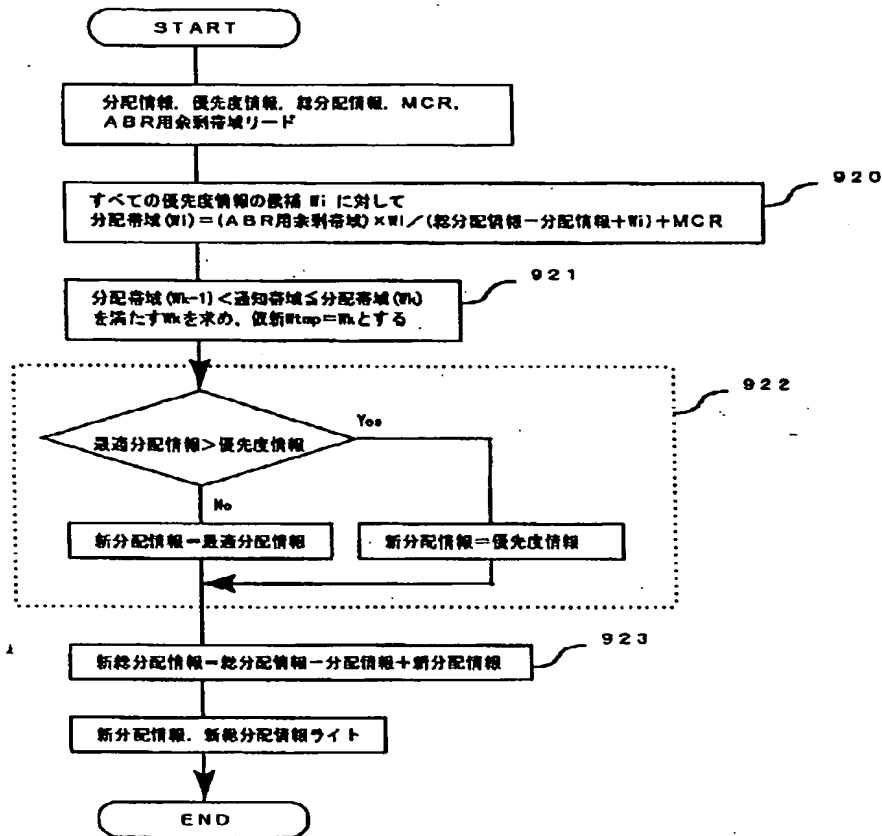 START
分配情報，優先度情報，総分配情報，MCR，
ABR用余剰帯域リード
920
すべての優先度情報の候補 Wi に対して
分配帯域(Wi)＝(ABR用余剰帯域)×Wi／(総分配情報－分配情報＋Wi)＋MCR
921
分配帯域(Wk-1)＜通知帯域≦分配帯域(Wk)
を満たすWkを求め、仮新Wtmp＝Wkとする
922
最適分配情報＞優先度情報
Yes
No
新分配情報＝最適分配情報
新分配情報＝優先度情報
923
新総分配情報＝総分配情報－分配情報＋新分配情報
新分配情報．新総分配情報ライト
END